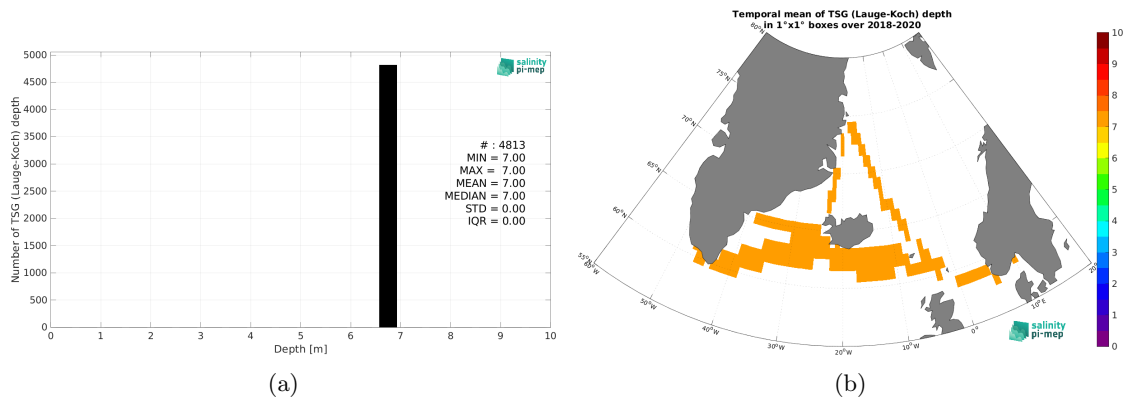 5000
4500
4000
3500
3000
2500
2000
1500
1000
500
0
Number of TSG (Lauge-Koch) depth
salinity
pi-mep
# : 4813
MIN = 7.00
MAX = 7.00
MEAN = 7.00
MEDIAN = 7.00
STD = 0.00
IQR = 0.00
0 1 2 3 4 5 6 7 8 9 10
Depth [m]
(a)
Temporal mean of TSG (Lauge-Koch) depth
in 1°x1° boxes over 2018-2020
80°N
75°N
70°N
65°N
60°N
55°N
60°W
50°W
40°W
30°W
20°W
10°W
0°
10°E
salinity
pi-mep
10
9
8
7
6
5
4
3
2
1
0
(b)